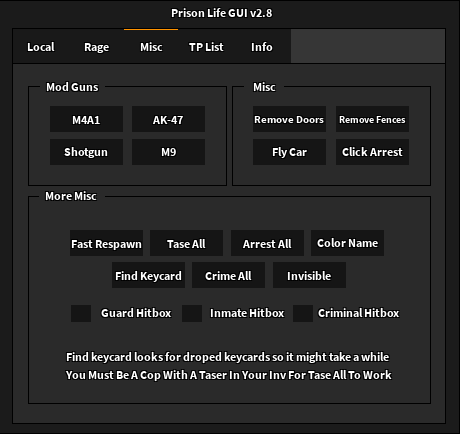 Prison Life GUI v2.8
Local Rage Misc TP List Info
Mod Guns Misc
M4A1 AK-47 Remove Doors Remove Fences
Shotgun M9 Fly Car Click Arrest
More Misc
Fast Respawn Tase All Arrest All Color Name
Find Keycard Crime All Invisible
Guard Hitbox Inmate Hitbox Criminal Hitbox
Find keycard looks for droped keycards so it might take a while
You Must Be A Cop With A Taser In Your Inv For Tase All To Work